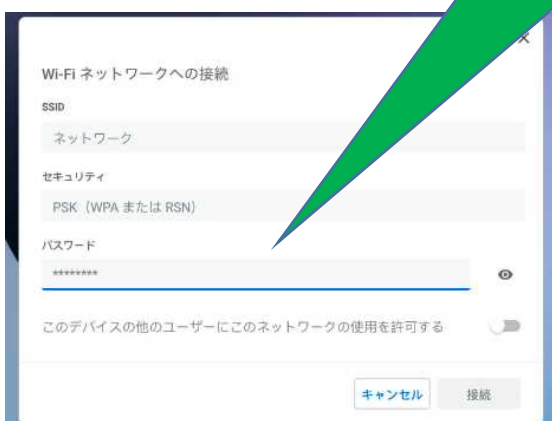 Wi-Fi ネットワークへの接続
SSID
ネットワーク
セキュリティ
PSK（WPA または RSN）
パスワード
********
このデバイスの他のユーザーにこのネットワークの使用を許可する
キャンセル 接続